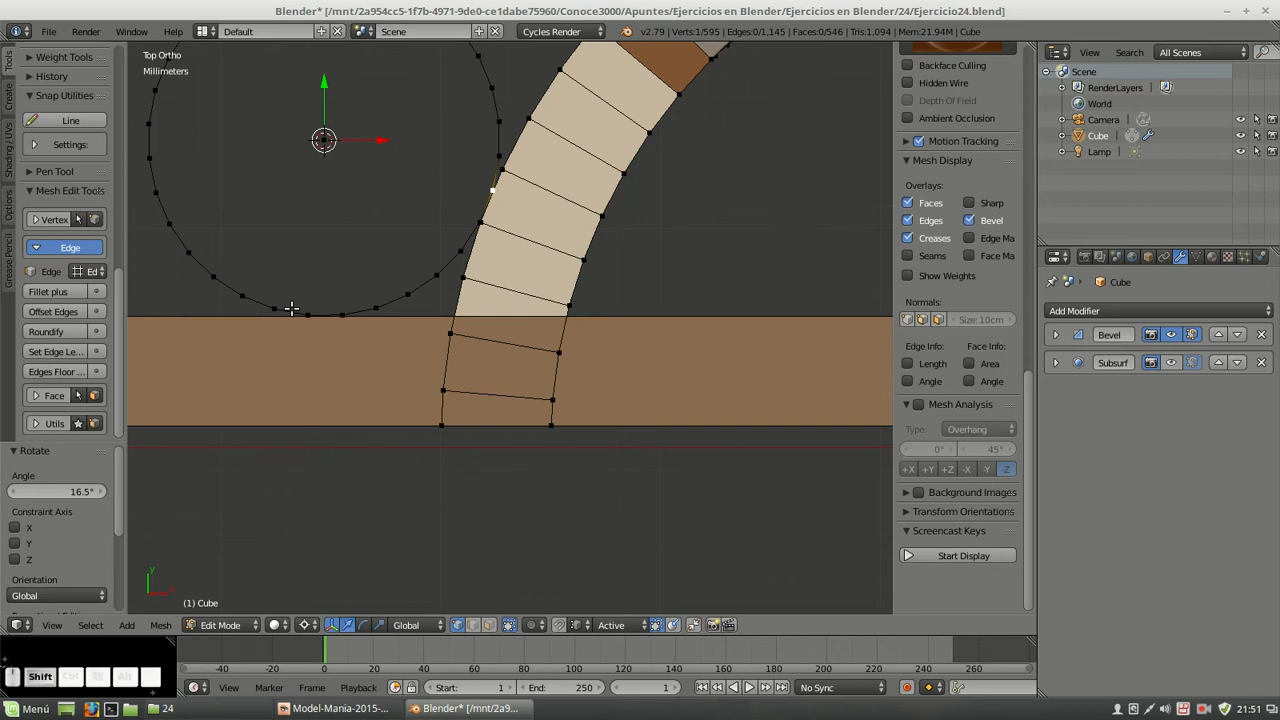 Blender* [/mnt/2a954cc5-1f7b-4971-9de0-ce1dabe75960/Conoce3000/Apuntes/Ejercicios en Blender/Ejercicios en Blender/24/Ejercicio24.blend]
File Render Window Help Default Scene Cycles Render v2.79 | Verts:1/595 | Edges:0/1,145 | Faces:0/546 | Tris:1,094 | Mem:21.94M | Cube
Tools
Create
Shading / UVs
Options
Grease Pencil
Weight Tools
History
Snap Utilities
Line
Settings:
Pen Tool
Mesh Edit Tools
Vertex
Edge
Edge Ed
Fillet plus
Offset Edges
Roundify
Set Edge Le...
Edges Floor ...
Face
Utils
Rotate
Angle
16.5°
Constraint Axis
X
Y
Z
Orientation
Global
Top Ortho
Millimeters
y
x
(1) Cube
Backface Culling
Hidden Wire
Depth Of Field
Ambient Occlusion
Motion Tracking
Mesh Display
Overlays:
Faces Sharp
Edges Bevel
Creases Edge Ma
Seams Face Ma
Show Weights
Normals:
Size: 10cm
Edge Info: Face Info:
Length Area
Angle Angle
Mesh Analysis
Type: Overhang
0° 45°
+X +Y +Z -X -Y -Z
Background Images
Transform Orientations
Screencast Keys
Start Display
View Search All Scenes
Scene
RenderLayers
World
Camera
Cube
Lamp
Cube
Add Modifier
Bevel
Subsurf
View Select Add Mesh Edit Mode Global Active
-40 -20 0 20 40 60 80 100 120 140 160 180 200 220 240 260
Shift Ctrl Alt
View Marker Frame Playback Start: 1 End: 250 1 No Sync
Menú 24 Model-Mania-2015-... Blender* [/mnt/2a9... 21:51